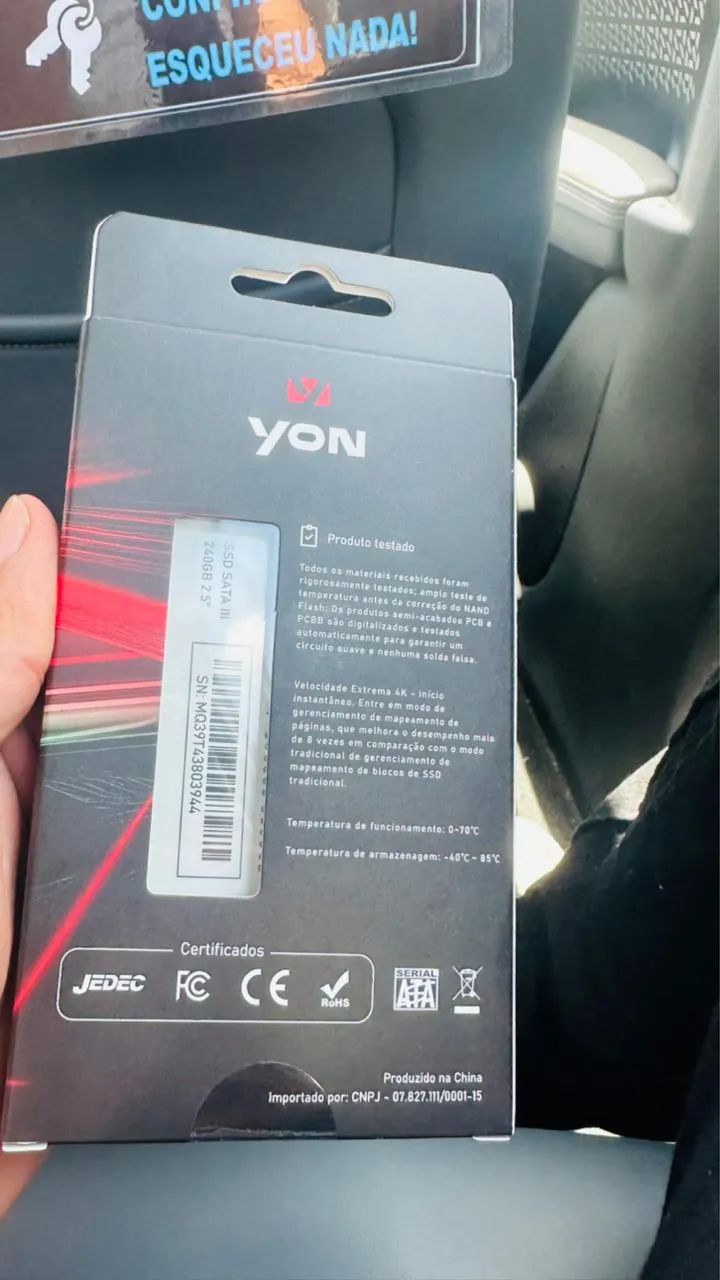 ESQUECEU NADA!
YON
Produto testado
Todos os materiais recebidos foram
rigorosamente testados; amplo teste de
temperatura antes da correção do NAND
Flash; Os produtos semi-acabados PCB e
PCBB são digitalizados e testados
automaticamente para garantir um
circuito suave e nenhuma solda falsa.
Velocidade Extrema 4K - Início
instantâneo. Entre em modo de
gerenciamento de mapeamento de
páginas, que melhora o desempenho mais
de 8 vezes em comparação com o modo
tradicional de gerenciamento de
mapeamento de blocos de SSD
tradicional.
Temperatura de funcionamento: 0~70°C
Temperatura de armazenagem: -40°C ~ 85°C
SSD SATA III
240GB 2.5"
SN: MQ39T43803944
Certificados
JEDEC FC CE RoHS
SERIAL
ATA
Produzido na China
Importado por: CNPJ - 07.827.111/0001-15